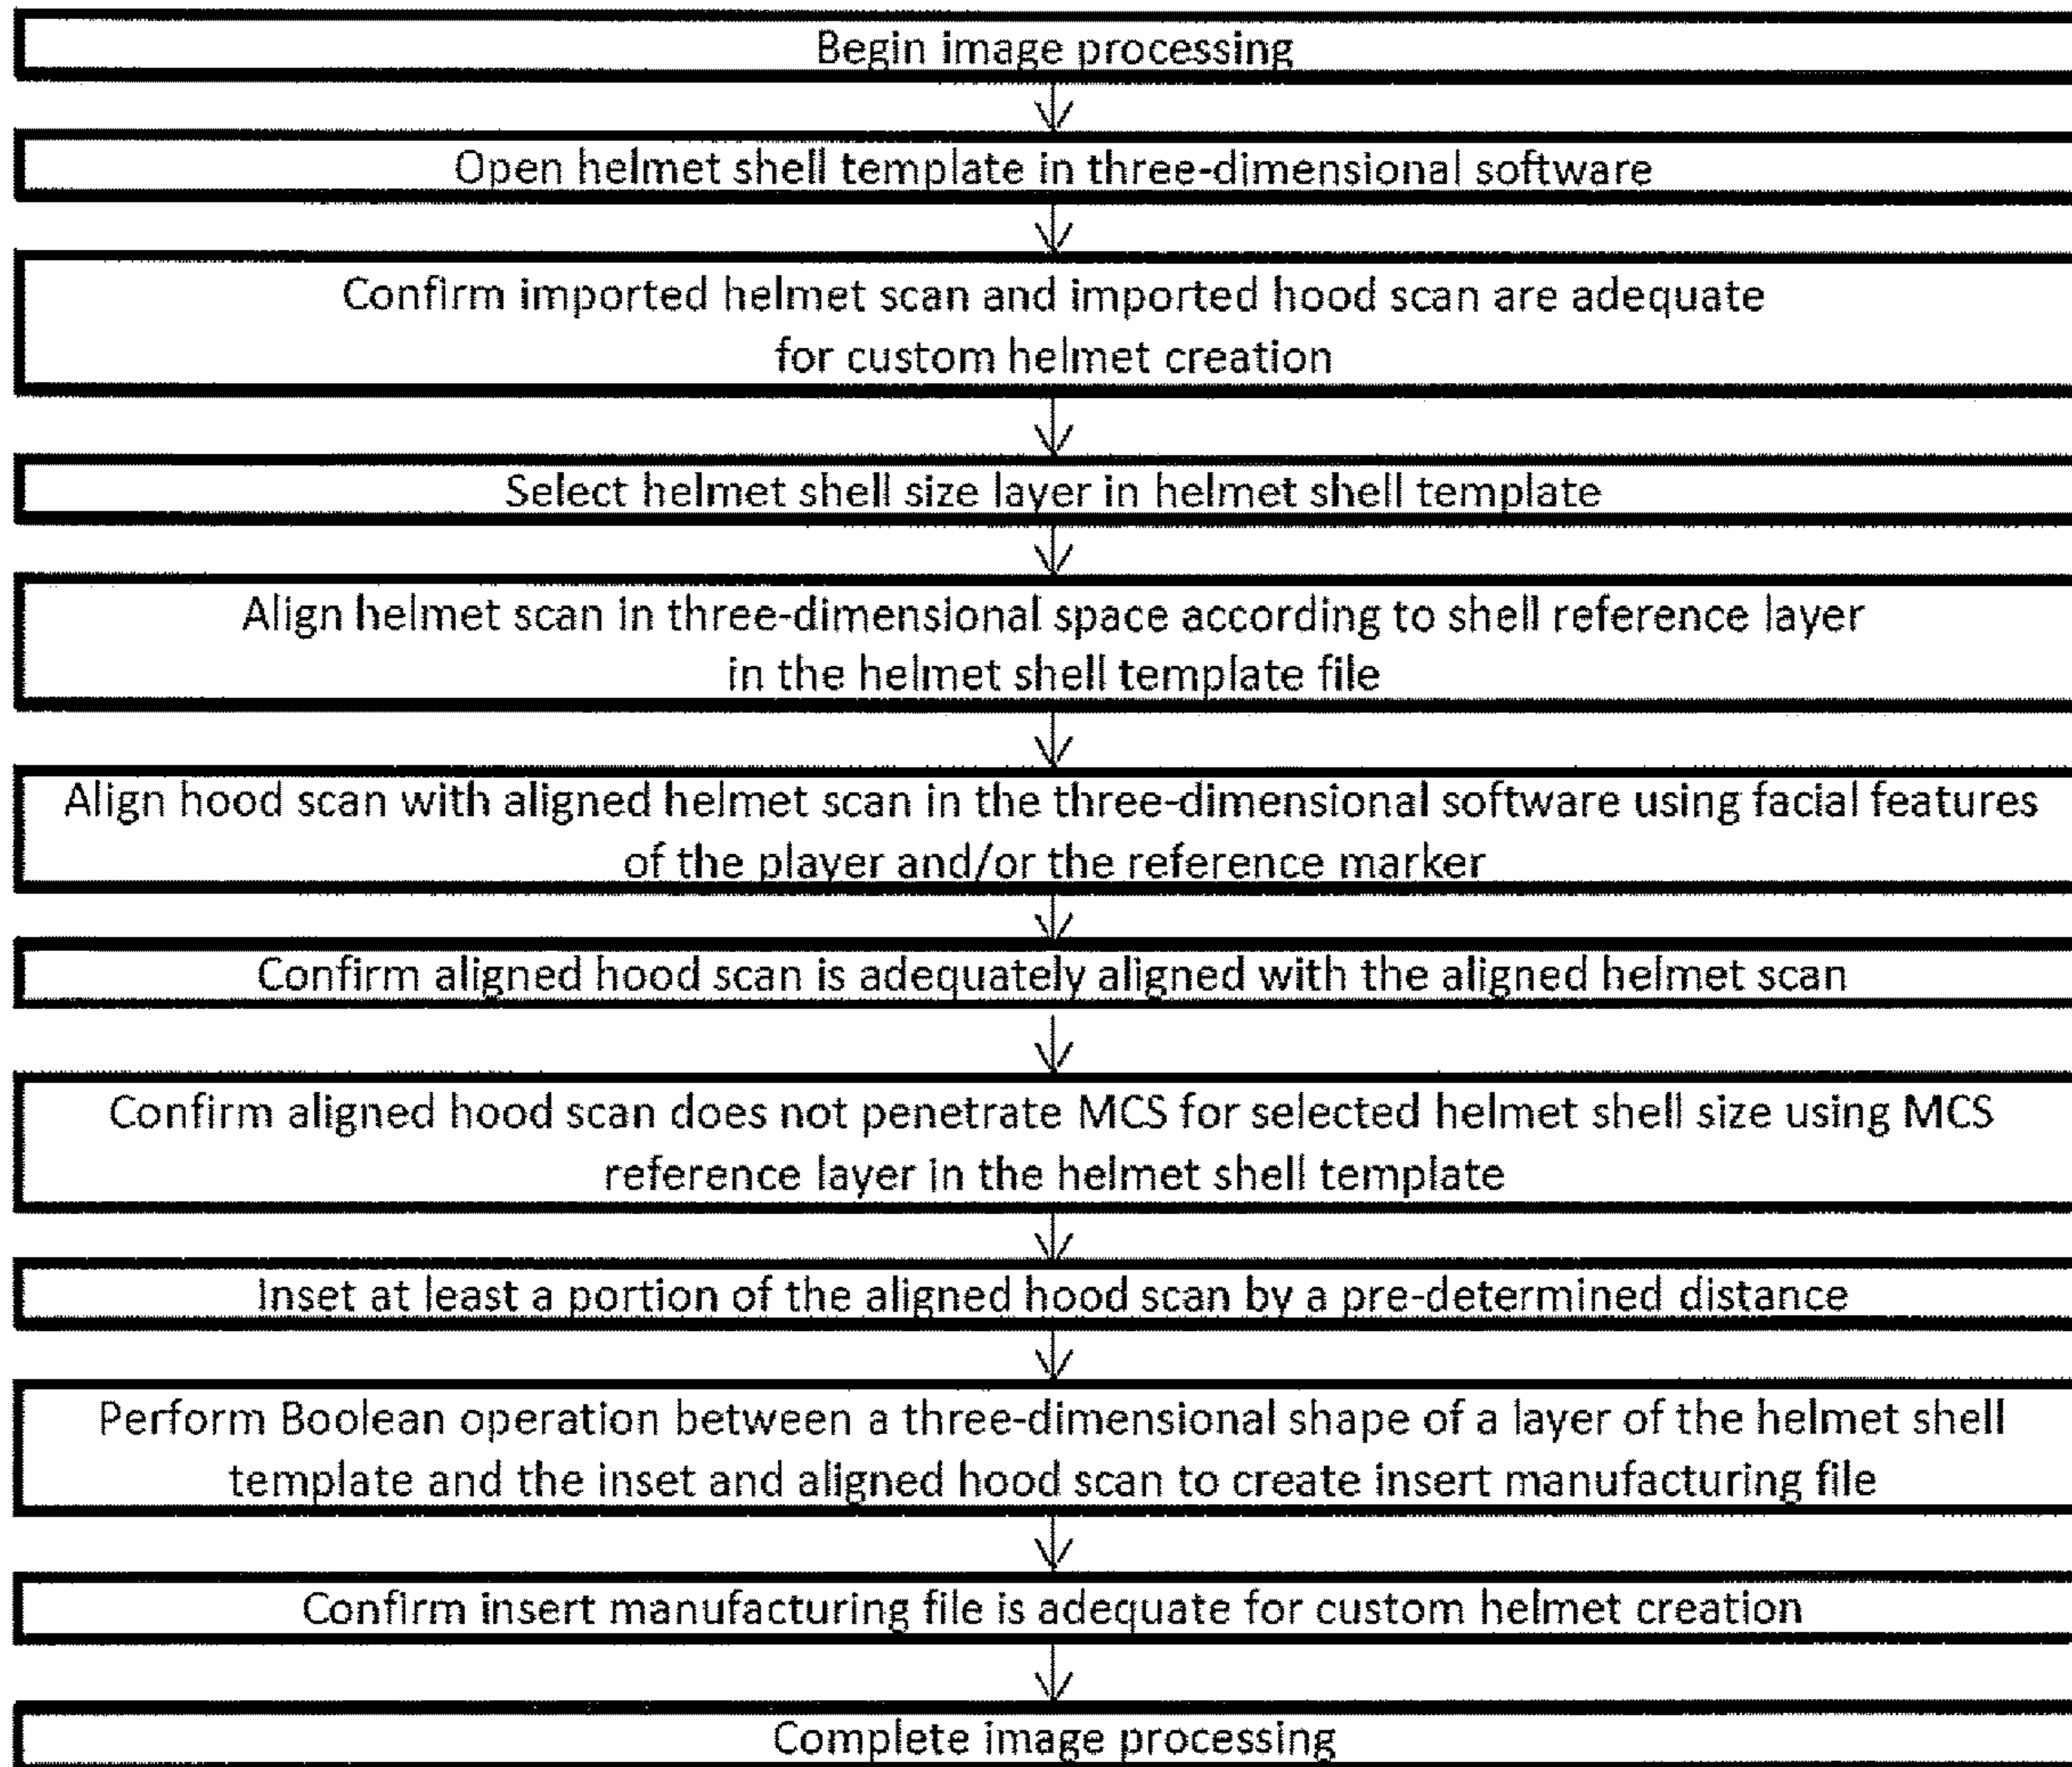 Begin image processing
Open helmet shell template in three-dimensional software
Confirm imported helmet scan and imported hood scan are adequate
for custom helmet creation
Select helmet shell size layer in helmet shell template
Align helmet scan in three-dimensional space according to shell reference layer
in the helmet shell template file
Align hood scan with aligned helmet scan in the three-dimensional software using facial features
of the player and/or the reference marker
Confirm aligned hood scan is adequately aligned with the aligned helmet scan
Confirm aligned hood scan does not penetrate MCS for selected helmet shell size using MCS
reference layer in the helmet shell template
Inset at least a portion of the aligned hood scan by a pre-determined distance
Perform Boolean operation between a three-dimensional shape of a layer of the helmet shell
template and the inset and aligned hood scan to create insert manufacturing file
Confirm insert manufacturing file is adequate for custom helmet creation
Complete image processing